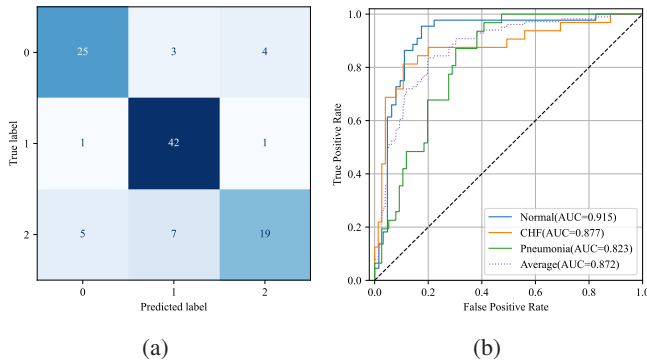 0
25
3
4
True label
1
1
42
1
2
5
7
19
0
1
2
Predicted label
(a)
1.0
0.8
0.6
0.4
0.2
0.0
True Positive Rate
Normal(AUC=0.915)
CHF(AUC=0.877)
Pneumonia(AUC=0.823)
Average(AUC=0.872)
0.0
0.2
0.4
0.6
0.8
1.0
False Positive Rate
(b)